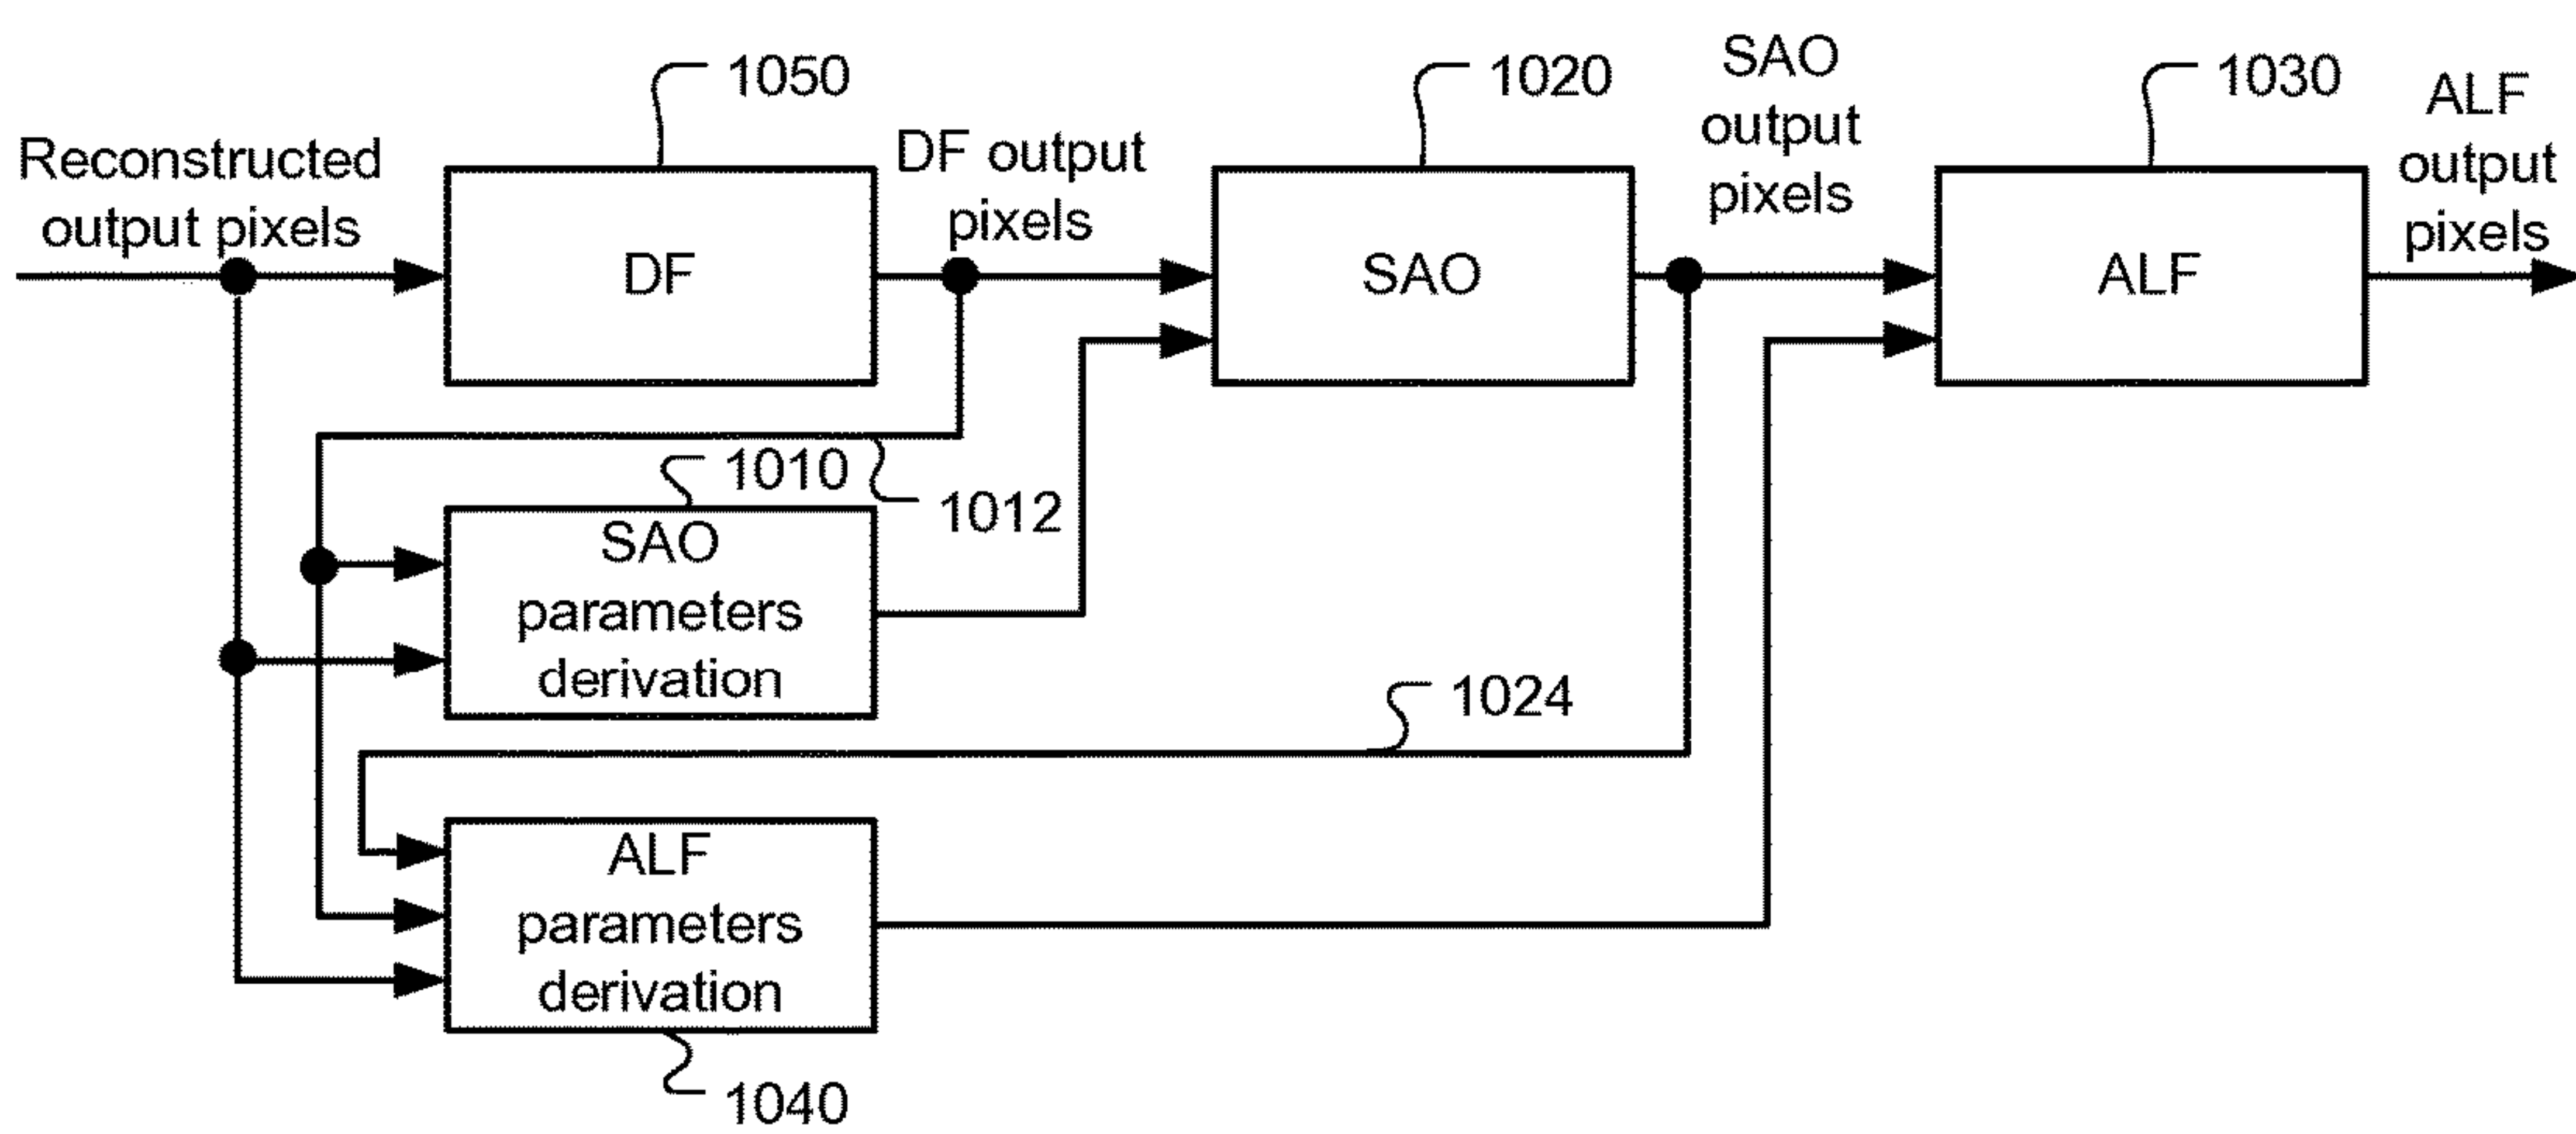 Reconstructed
output pixels
1050
DF
DF output
pixels
1020
SAO
SAO
output
pixels
1030
ALF
ALF
output
pixels
1010
1012
SAO
parameters
derivation
1024
ALF
parameters
derivation
1040